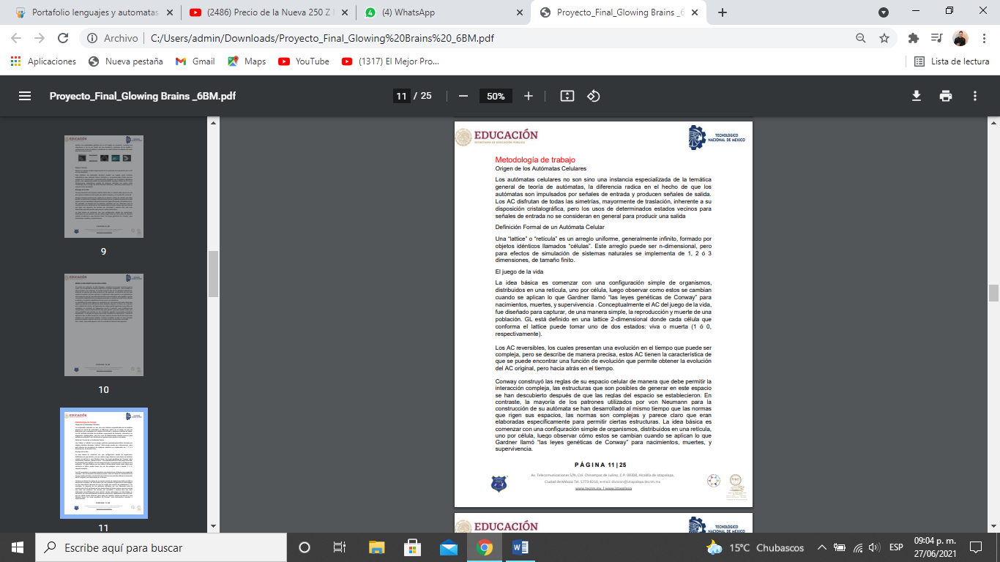 Portafolio lenguajes y automatas
(2486) Precio de la Nueva 250 Z
(4) WhatsApp
Proyecto_Final_Glowing Brains _6
Archivo
C:/Users/admin/Downloads/Proyecto_Final_Glowing%20Brains%20_6BM.pdf
Aplicaciones
Nueva pestaña
Gmail
Maps
YouTube
(1317) El Mejor Pro...
Lista de lectura
Proyecto_Final_Glowing Brains _6BM.pdf
11 / 25
50%
9
10
11
EDUCACIÓN
SECRETARÍA DE EDUCACIÓN PÚBLICA
TECNOLÓGICO
NACIONAL DE MÉXICO
Metodología de trabajo
Origen de los Autómatas Celulares
Los autómatas celulares no son sino una instancia especializada de la temática
general de teoría de autómatas, la diferencia radica en el hecho de que los
autómatas son impulsados por señales de entrada y producen señales de salida.
Los AC disfrutan de todas las simetrías, mayormente de traslación, inherente a su
disposición cristalográfica, pero los usos de determinados estados vecinos para
señales de entrada no se consideran en general para producir una salida
Definición Formal de un Autómata Celular
Una “lattice” o “retícula” es un arreglo uniforme, generalmente infinito, formado por
objetos idénticos llamados “células”. Este arreglo puede ser n-dimensional, pero
para efectos de simulación de sistemas naturales se implementa de 1, 2 ó 3
dimensiones, de tamaño finito.
El juego de la vida
La idea básica es comenzar con una configuración simple de organismos,
distribuidos en una retícula, uno por célula, luego observar como estos se cambian
cuando se aplican lo que Gardner llamó “las leyes genéticas de Conway” para
nacimientos, muertes, y supervivencia . Conceptualmente el AC del juego de la vida,
fue diseñado para capturar, de una manera simple, la reproducción y muerte de una
población. GL está definido en una lattice 2-dimensional donde cada célula que
conforma el lattice puede tomar uno de dos estados: viva o muerta (1 ó 0,
respectivamente).
Los AC reversibles, los cuales presentan una evolución en el tiempo que puede ser
compleja, pero se describe de manera precisa, estos AC tienen la característica de
que se puede encontrar una función de evolución que permite obtener la evolución
del AC original, pero hacia atrás en el tiempo.
Conway construyó las reglas de su espacio celular de manera que debe permitir la
interacción compleja, las estructuras que son posibles de generar en este espacio
se han descubierto después de que las reglas del espacio se establecieron. En
contraste, la mayoría de los patrones utilizados por von Neumann para la
construcción de su autómata se han desarrollado al mismo tiempo que las normas
que rigen sus espacios, las normas son complejas y parece claro que eran
elaboradas específicamente para permitir ciertas estructuras. La idea básica es
comenzar con una configuración simple de organismos, distribuidos en una retícula,
uno por célula, luego observar cómo estos se cambian cuando se aplican lo que
Gardner llamó “las leyes genéticas de Conway” para nacimientos, muertes, y
supervivencia.
PÁGINA 11|25
Av. Telecomunicaciones S/N, Col. Chinampac de Juárez, C.P. 09208, Alcaldía de Iztapalapa,
Ciudad de México Tel. 5773-8210, e-mail: division@iztapalapa.tecnm.mx
www.tecnm.mx | www.iztapalapa
EDUCACIÓN
TECNOLÓGICO
Escribe aquí para buscar
15°C Chubascos
ESP
09:04 p. m.
27/06/2021